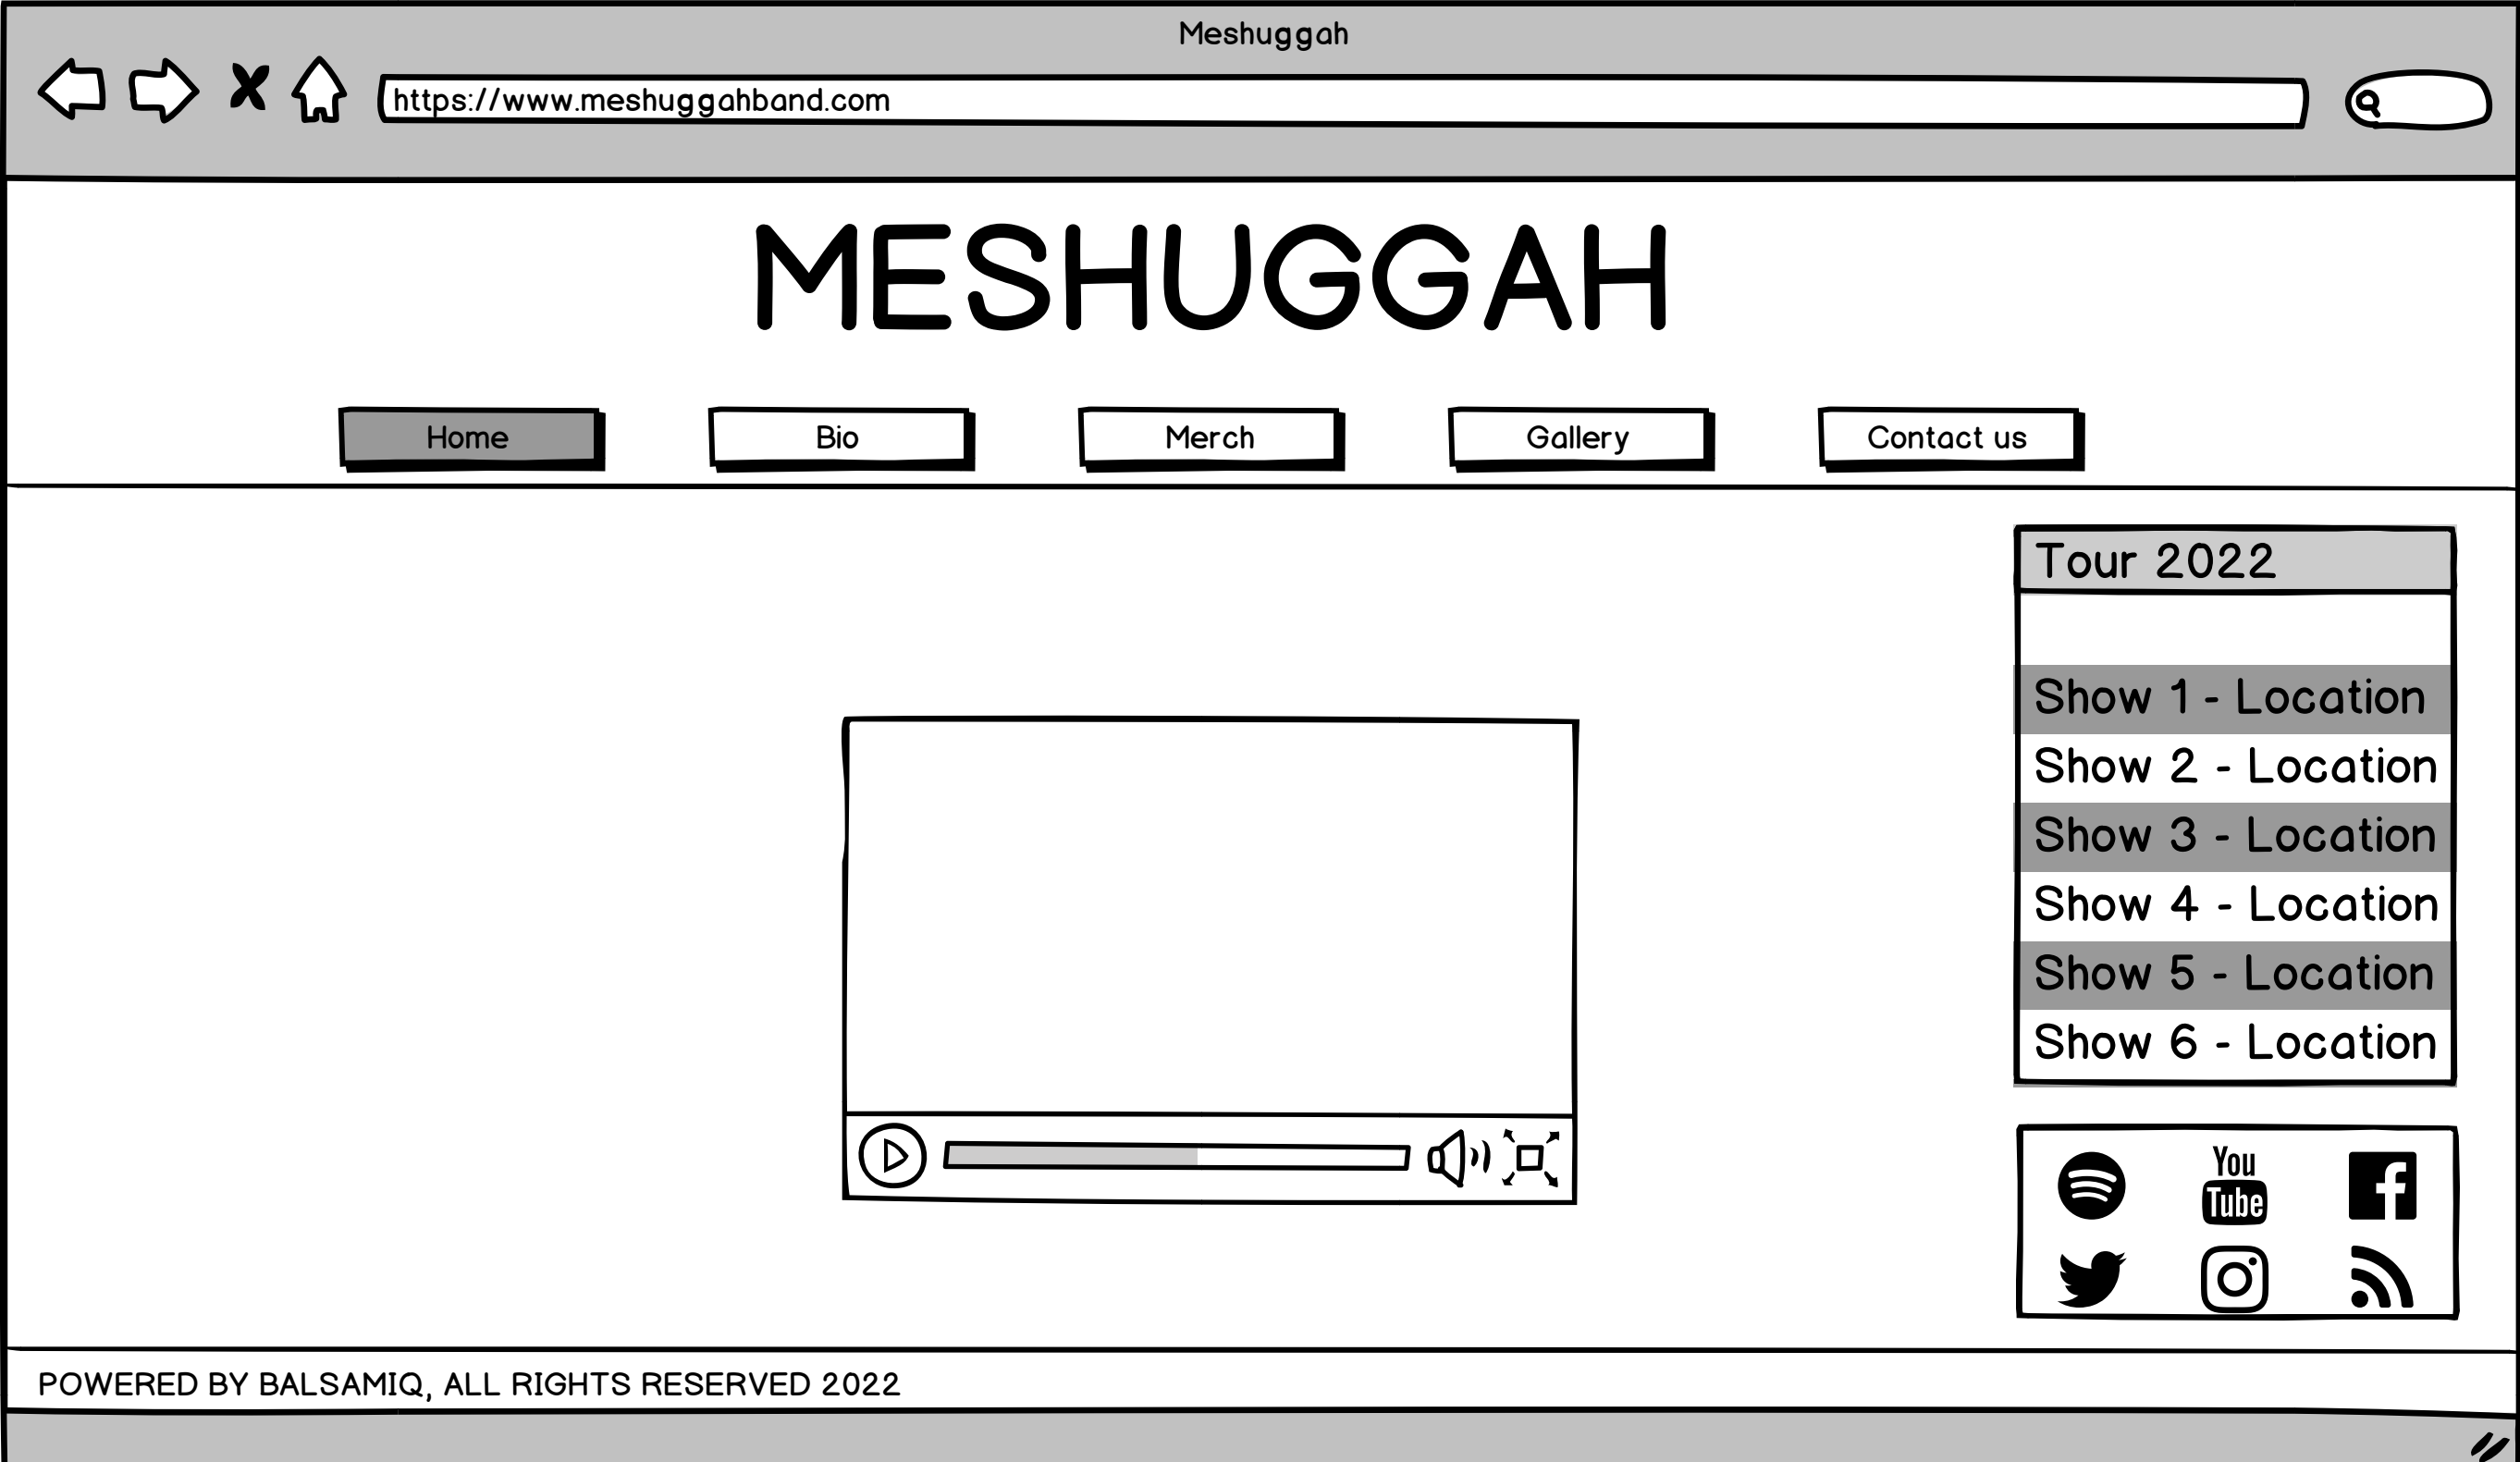 Meshuggah
https://www.meshuggahband.com
MESHUGGAH
Home
Bio
Merch
Gallery
Contact us
Tour 2022
Show 1 - Location
Show 2 - Location
Show 3 - Location
Show 4 - Location
Show 5 - Location
Show 6 - Location
You
Tube
POWERED BY BALSAMIQ, ALL RIGHTS RESERVED 2022